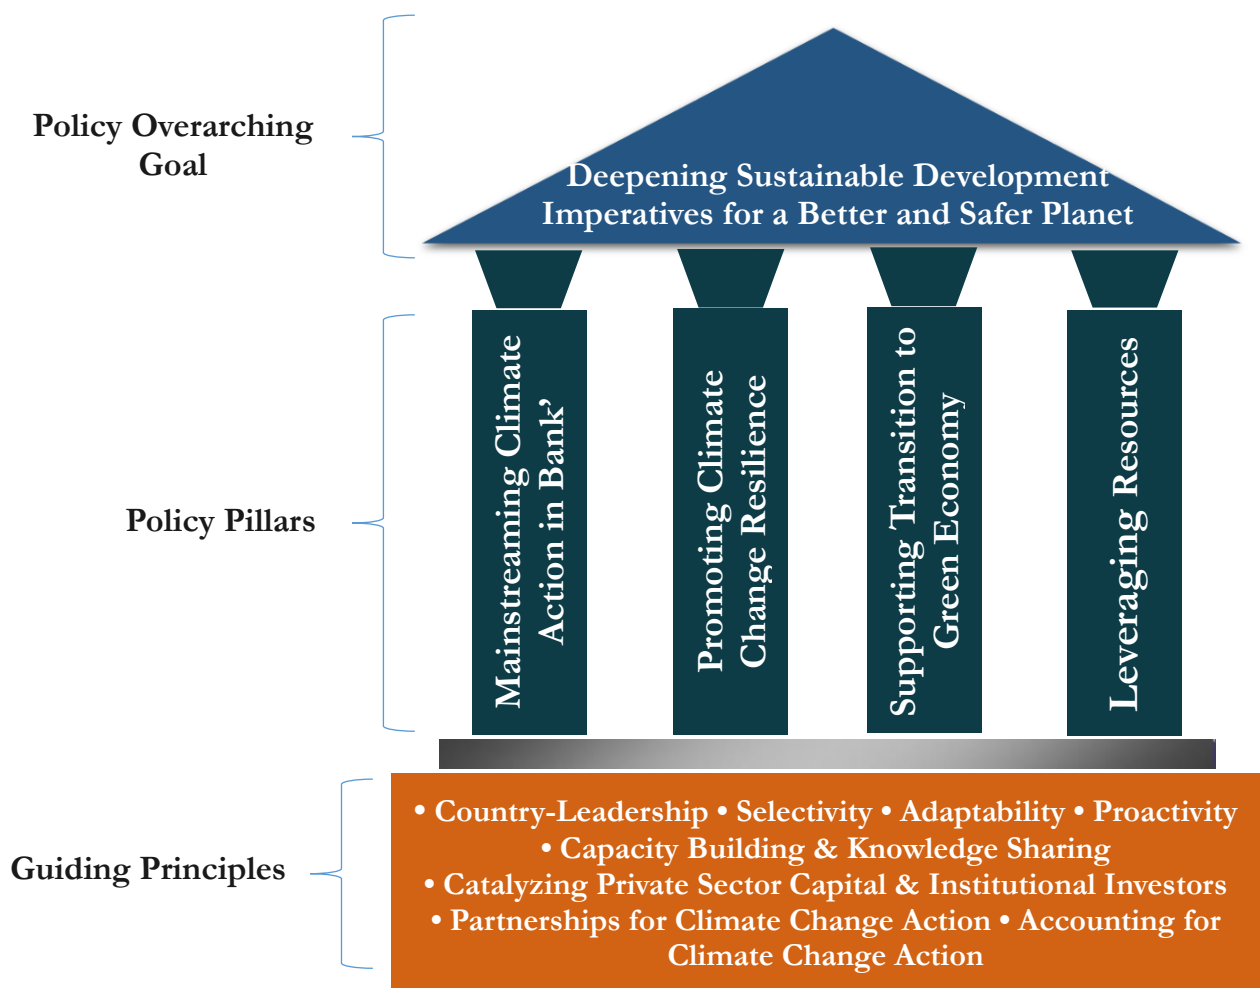 Policy Overarching
Goal
Deepening Sustainable Development
Imperatives for a Better and Safer Planet
Policy Pillars
Mainstreaming Climate
Action in Bank’
Promoting Climate
Change Resilience
Supporting Transition to
Green Economy
Leveraging Resources
Guiding Principles
• Country-Leadership • Selectivity • Adaptability • Proactivity
• Capacity Building & Knowledge Sharing
• Catalyzing Private Sector Capital & Institutional Investors
• Partnerships for Climate Change Action • Accounting for
Climate Change Action